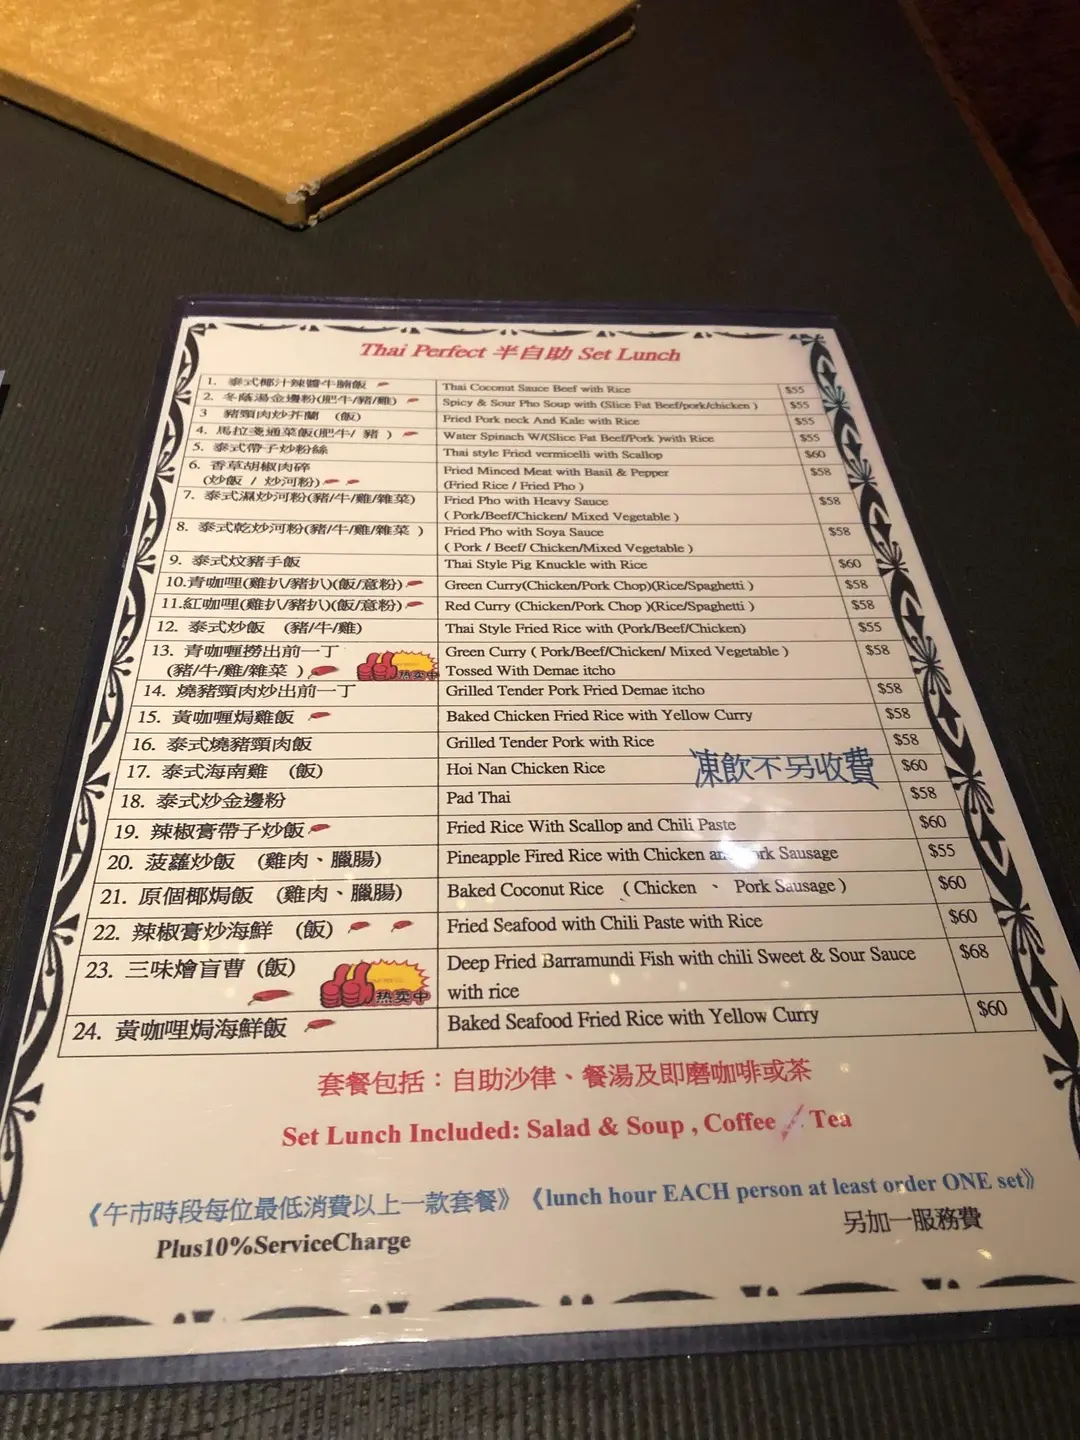 Thai Perfect 半自助 Set Lunch
1. 泰式椰汁辣醬牛腩飯 Thai Coconut Sauce Beef with Rice $55
2. 冬蔭湯金邊粉(肥牛/豬/雞) Spicy & Sour Pho Soup with (Slice Fat Beef/pork/chicken ) $55
3 豬頸肉炒芥蘭 (飯) Fried Pork neck And Kale with Rice $55
4. 馬拉盞通菜飯(肥牛/ 豬 ) Water Spinach W/(Slice Fat Beef/Pork )with Rice $55
5. 泰式帶子炒粉絲 Thai style Fried vermicelli with Scallop $60
6. 香草胡椒肉碎 Fried Minced Meat with Basil & Pepper $58
(炒飯 / 炒河粉) (Fried Rice / Fried Pho )
7. 泰式濕炒河粉(豬/牛/雞/雜菜) Fried Pho with Heavy Sauce $58
( Pork/Beef/Chicken/ Mixed Vegetable )
8. 泰式乾炒河粉(豬/牛/雞/雜菜 ) Fried Pho with Soya Sauce $58
( Pork / Beef/ Chicken/Mixed Vegetable )
9. 泰式炆豬手飯 Thai Style Pig Knuckle with Rice $60
10.青咖哩(雞扒/豬扒)(飯/意粉) Green Curry(Chicken/Pork Chop)(Rice/Spaghetti ) $58
11.紅咖哩(雞扒/豬扒)(飯/意粉) Red Curry (Chicken/Pork Chop )(Rice/Spaghetti ) $58
12. 泰式炒飯 (豬/牛/雞) Thai Style Fried Rice with (Pork/Beef/Chicken) $55
13. 青咖喱撈出前一丁 Green Curry ( Pork/Beef/Chicken/ Mixed Vegetable ) $58
(豬/牛/雞/雜菜 ) 热卖中 Tossed With Demae itcho
14. 燒豬頸肉炒出前一丁 Grilled Tender Pork Fried Demae itcho $58
15. 黃咖喱焗雞飯 Baked Chicken Fried Rice with Yellow Curry $58
16. 泰式燒豬頸肉飯 Grilled Tender Pork with Rice $58
凍飲不另收費
17. 泰式海南雞 (飯) Hoi Nan Chicken Rice $60
18. 泰式炒金邊粉 Pad Thai $58
19. 辣椒膏帶子炒飯 Fried Rice With Scallop and Chili Paste $60
20. 菠蘿炒飯 (雞肉、臘腸) Pineapple Fired Rice with Chicken and Pork Sausage $55
21. 原個椰焗飯 (雞肉、臘腸) Baked Coconut Rice ( Chicken 、 Pork Sausage ) $60
22. 辣椒膏炒海鮮 (飯) Fried Seafood with Chili Paste with Rice $60
23. 三味燴盲曹 (飯) 热卖中 Deep Fried Barramundi Fish with chili Sweet & Sour Sauce $68
with rice
24. 黃咖哩焗海鮮飯 Baked Seafood Fried Rice with Yellow Curry $60
套餐包括：自助沙律、餐湯及即磨咖啡或茶
Set Lunch Included: Salad & Soup , Coffee / Tea
《午市時段每位最低消費以上一款套餐》《lunch hour EACH person at least order ONE set》
Plus10%ServiceCharge 另加一服務費